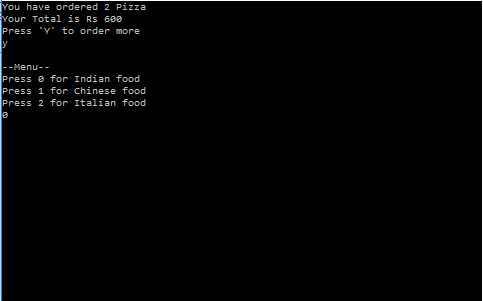 You have ordered 2 Pizza
Your Total is Rs 600
Press `Y` to order more
y
--Menu--
Press 0 for Indian food
Press 1 for Chinese food
Press 2 for Italian food
0